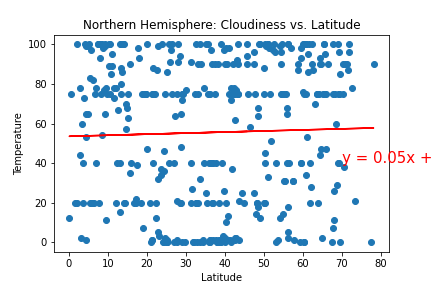 Northern Hemisphere: Cloudiness vs. Latitude
100
80
60
40
20
0
Temperature
y = 0.05x +
0 10 20 30 40 50 60 70 80
Latitude